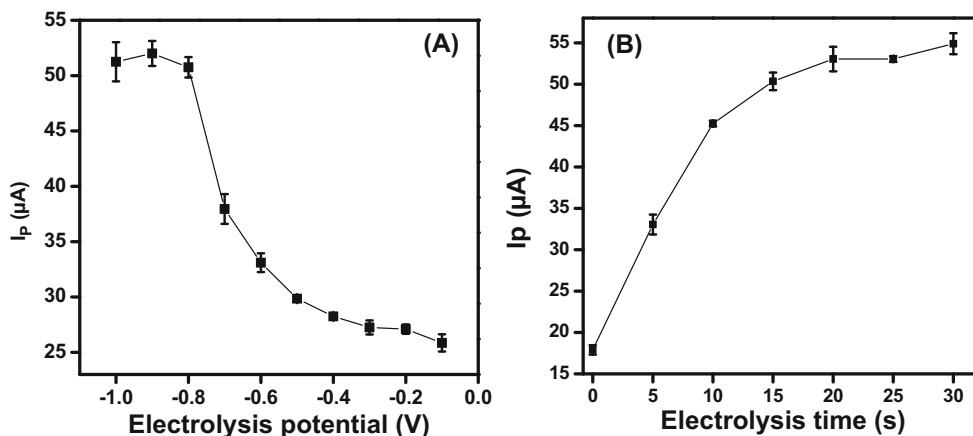 (A)
55
50
45
40
35
30
25
I_P (µA)
-1.0 -0.8 -0.6 -0.4 -0.2 0.0
Electrolysis potential (V)
(B)
55
50
45
40
35
30
25
20
15
Ip (µA)
0 5 10 15 20 25 30
Electrolysis time (s)